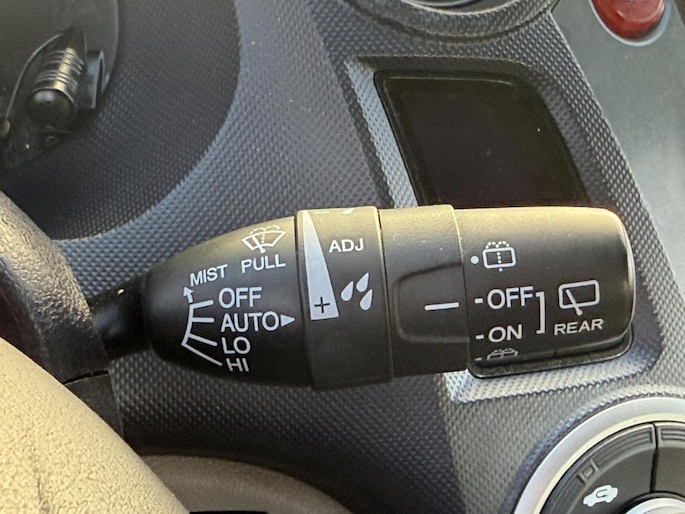 MIST PULL
OFF
AUTO
LO
HI
ADJ
+
OFF
ON
REAR